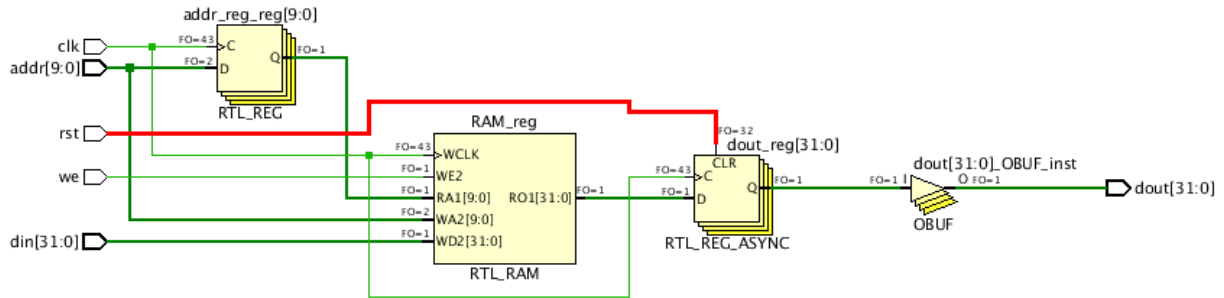 addr_reg_reg[9:0]
clk
FO=43
C
Q
FO=1
addr[9:0]
FO=2
D
RTL_REG
rst
RAM_reg
FO=32
dout_reg[31:0]
FO=43
WCLK
CLR
dout[31:0]_OBUF_inst
we
FO=1
WE2
FO=43
C
Q
FO=1
FO=1
I
O
FO=1
dout[31:0]
FO=1
RA1[9:0]
RO1[31:0]
FO=1
FO=1
D
FO=2
WA2[9:0]
OBUF
din[31:0]
FO=1
WD2[31:0]
RTL_REG_ASYNC
RTL_RAM